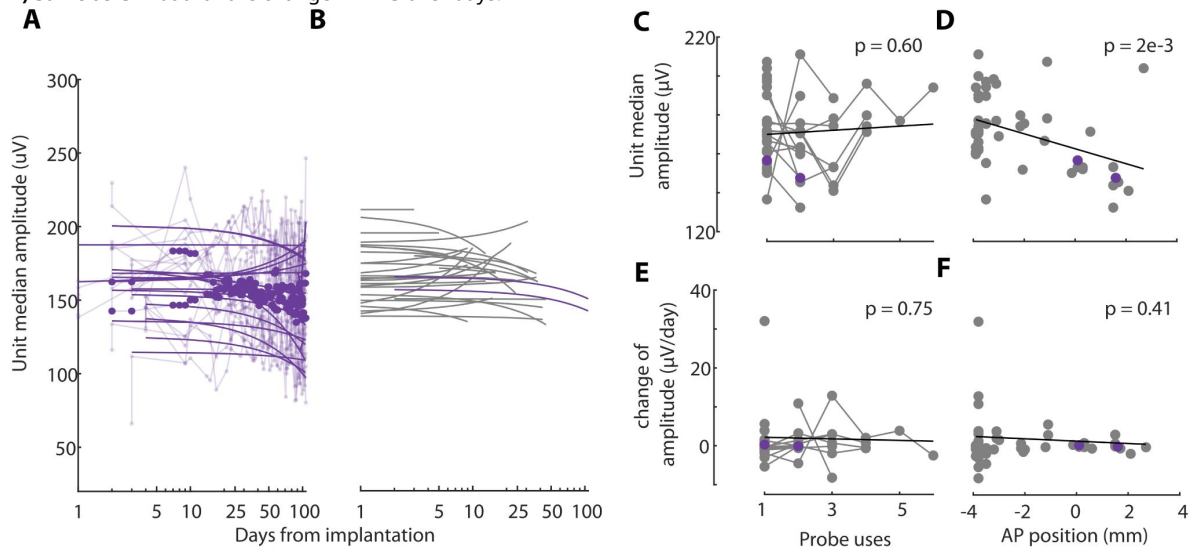 A
B
C
D
Unit median amplitude (uV)
300
250
200
150
100
50
1 5 10 25 50 100
1 5 10 25 50 100
Days from implantation
Unit median
amplitude (µV)
220
120
p = 0.60
p = 2e-3
E
F
change of
amplitude (µV/day)
40
20
0
p = 0.75
p = 0.41
1 3 5
Probe uses
-4 -2 0 2 4
AP position (mm)